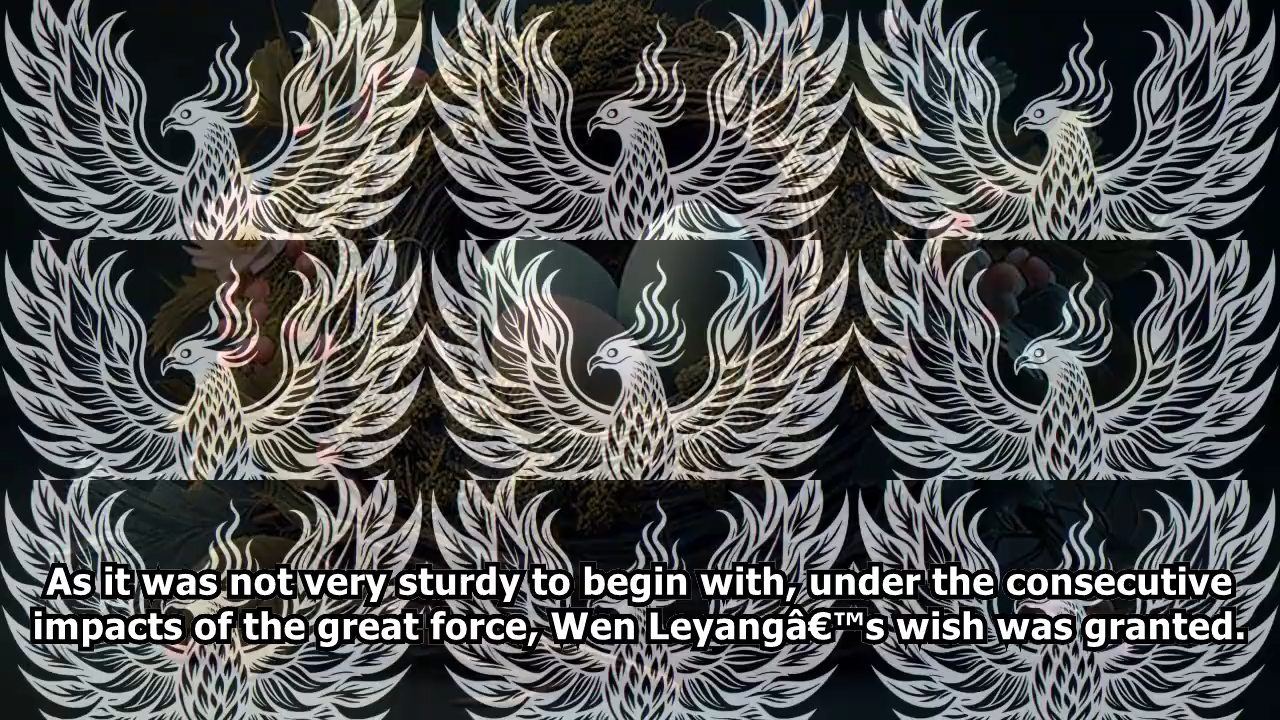 As it was not very sturdy to begin with, under the consecutive
impacts of the great force, Wen Leyangâ€™s wish was granted.